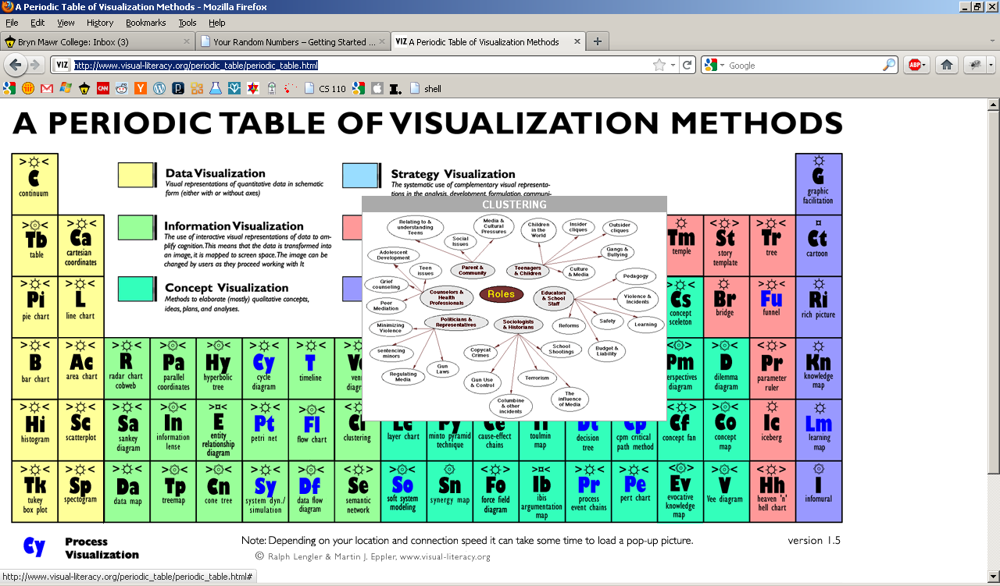 A Periodic Table of Visualization Methods - Mozilla Firefox
File Edit View History Bookmarks Tools Help
Bryn Mawr College: Inbox (3)
Your Random Numbers – Getting Started ...
VIZ A Periodic Table of Visualization Methods
VIZ http://www.visual-literacy.org/periodic_table/periodic_table.html
Google
ABP
CNN
CS 110
shell
A PERIODIC TABLE OF VISUALIZATION METHODS
>☼< C continuum
Data Visualization
Visual representations of quantitative data in schematic
form (either with or without axes)
Strategy Visualization
The systematic use of complementary visual representa-
tions in the analysis, development, formulation, communi-
G graphic facilitation
Tb table
Ca cartesian coordinates
Information Visualization
The use of interactive visual representations of data to am-
plify cognition. This means that the data is transformed into
an image, it is mapped to screen space. The image can be
changed by users as they proceed working with It
Tm temple
St story template
Tr tree
Ct cartoon
Pi pie chart
L line chart
Concept Visualization
Methods to elaborate (mostly) qualitative concepts,
ideas, plans, and analyses.
Cs concept sceleton
Br bridge
Fu funnel
Ri rich picture
CLUSTERING
Relating to & understanding Teens
Social Issues
Media & Cultural Pressures
Children in the World
Insider cliques
Outsider cliques
Adolescent Development
Teen issues
Parent & Community
Teenagers & Children
Culture & Media
Gangs & Bullying
Grief counseling
Peer Mediation
Counselors & Health Professionals
Roles
Educators & School Staff
Pedagogy
Violence & Incidents
Minimizing Violence
Politicians & Representatives
Sociologists & Historians
Reforms
Safety
Learning
sentencing minors
Regulating Media
Gun Laws
Copycat Crimes
School Shootings
Budget & Liability
Gun Use & Control
Terrorism
Columbine & other incidents
The influence of Media
B bar chart
Ac area chart
R radar chart cobweb
Pa parallel coordinates
Hy hyperbolic tree
Cy cycle diagram
T timeline
Pm
D dilemma diagram
Pr parameter ruler
Kn knowledge map
Hi histogram
Sc scatterplot
Sa sankey diagram
In information lense
E entity relationship diagram
Pt petri net
Fl flow chart
clustering
layer chart
minto pyramid technique
cause-effect chains
toulmin map
decision tree
cpm critical path method
Cf concept fan
Co concept map
Ic iceberg
Lm learning map
Tk tukey box plot
Sp spectogram
Da data map
Tp treemap
Cn cone tree
Sy system dyn./ simulation
Df data flow diagram
Se semantic network
So soft system modeling
Sn synergy map
Fo force field diagram
Ib ibis argumentation map
Pr process event chains
Pe pert chart
Ev evocative knowledge map
V Vee diagram
Hh heaven 'n' hell chart
I infomural
Cy Process Visualization
Note: Depending on your location and connection speed it can take some time to load a pop-up picture.
version 1.5
© Ralph Lengler & Martin J. Eppler, www.visual-literacy.org
http://www.visual-literacy.org/periodic_table/periodic_table.html#